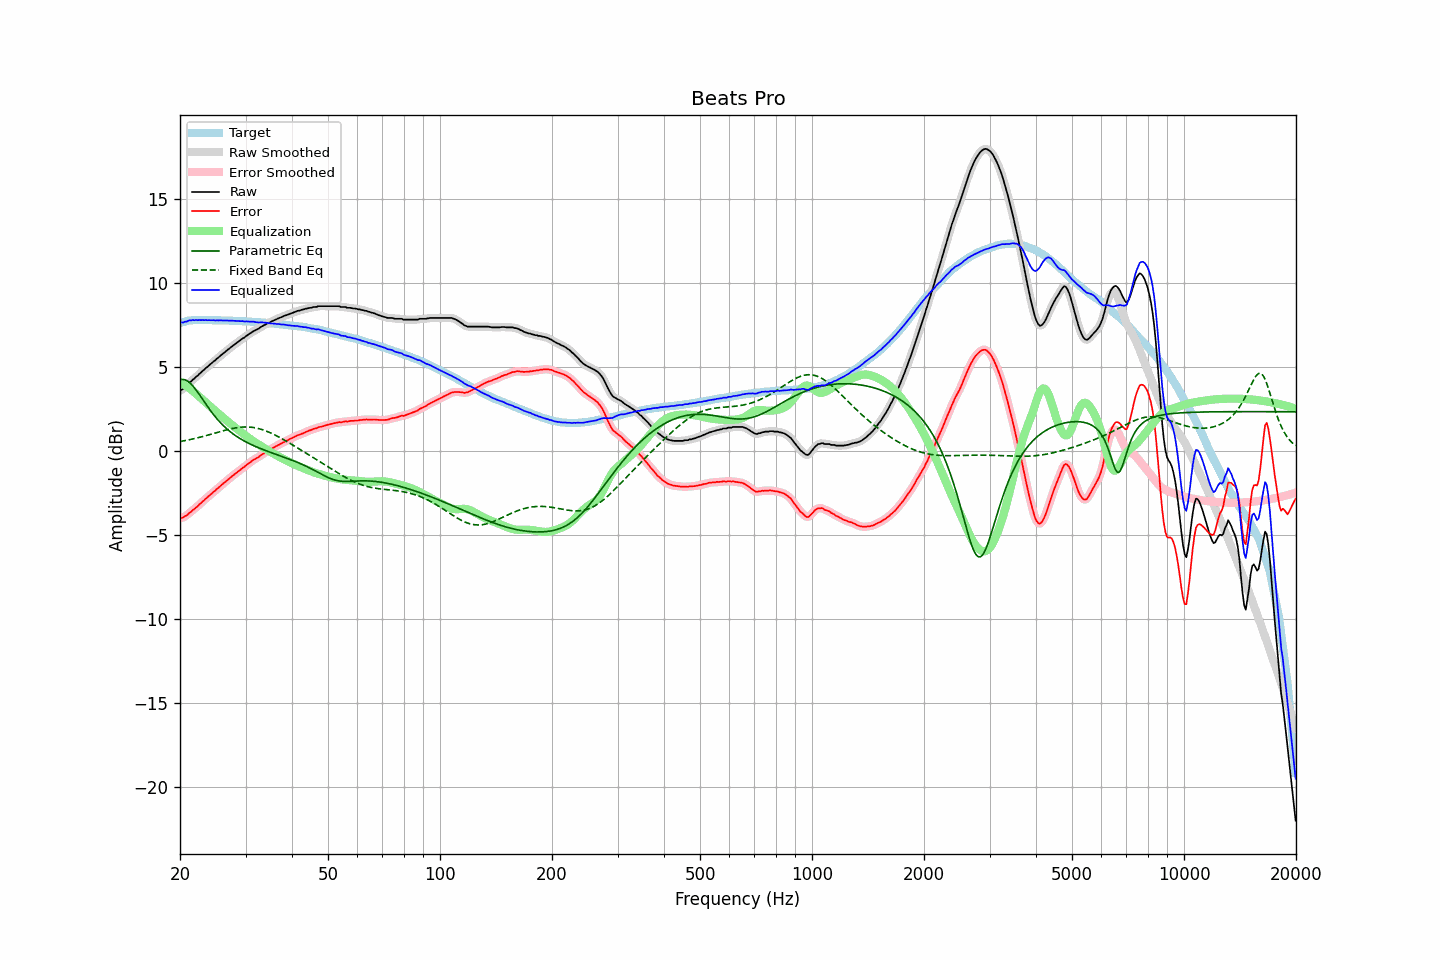 Beats Pro
Target
Raw Smoothed
Error Smoothed
Raw
Error
Equalization
Parametric Eq
Fixed Band Eq
Equalized
Amplitude (dBr)
15
10
5
0
−5
−10
−15
−20
20 50 100 200 500 1000 2000 5000 10000 20000
Frequency (Hz)